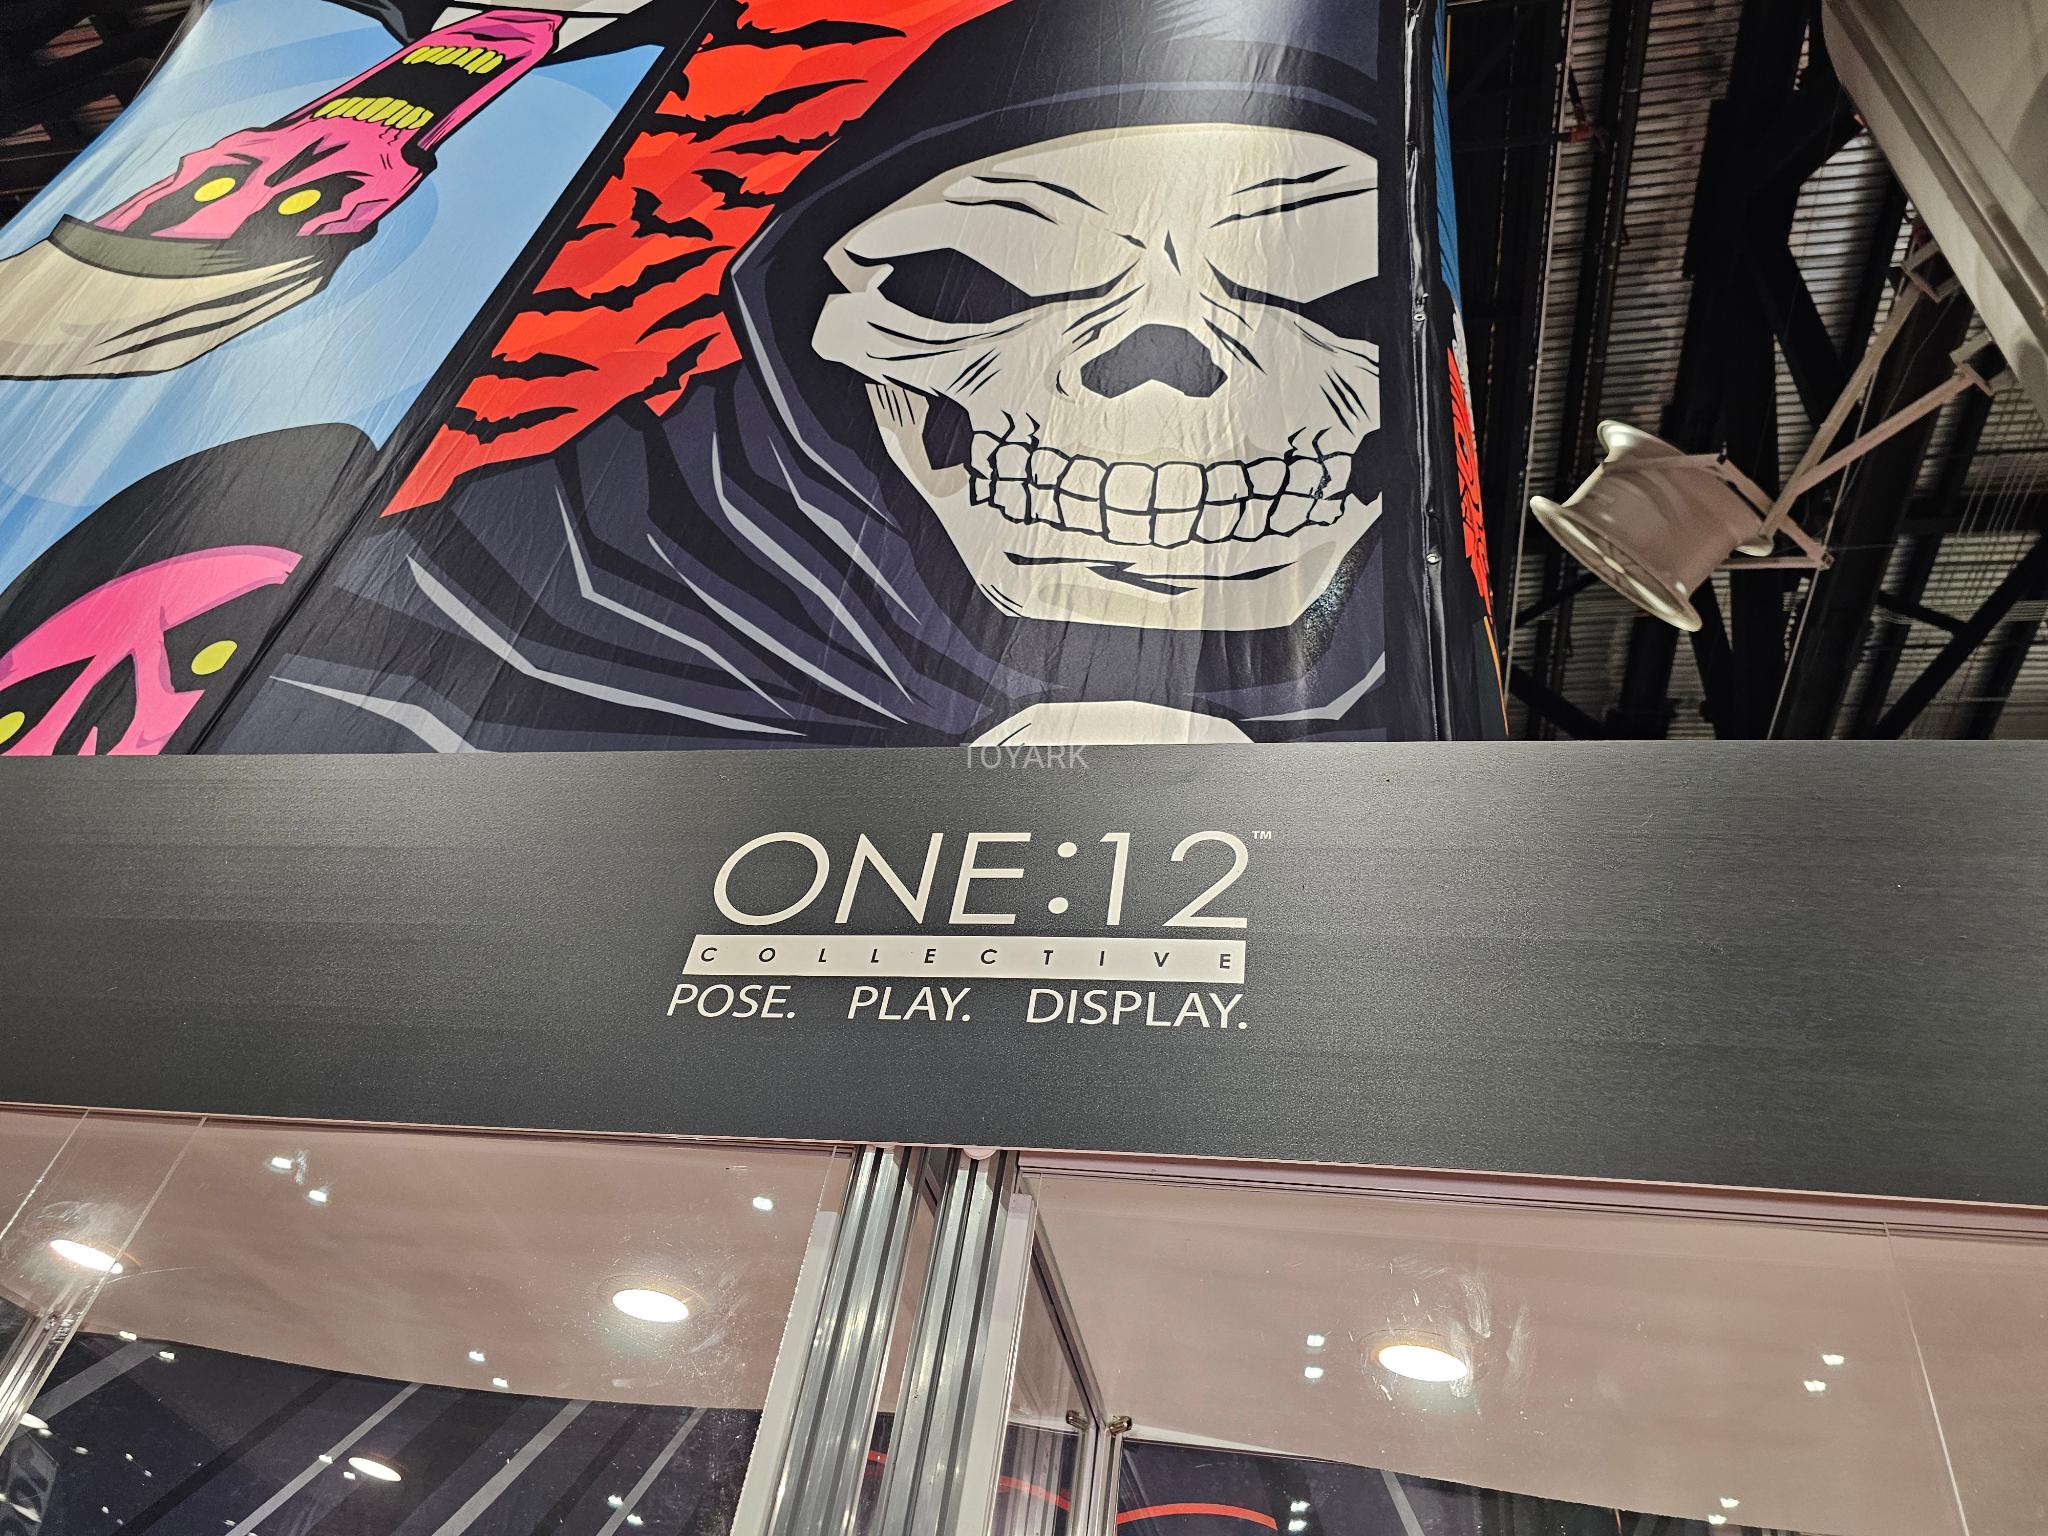 TOYARK
ONE:12™
COLLECTIVE
POSE. PLAY. DISPLAY.